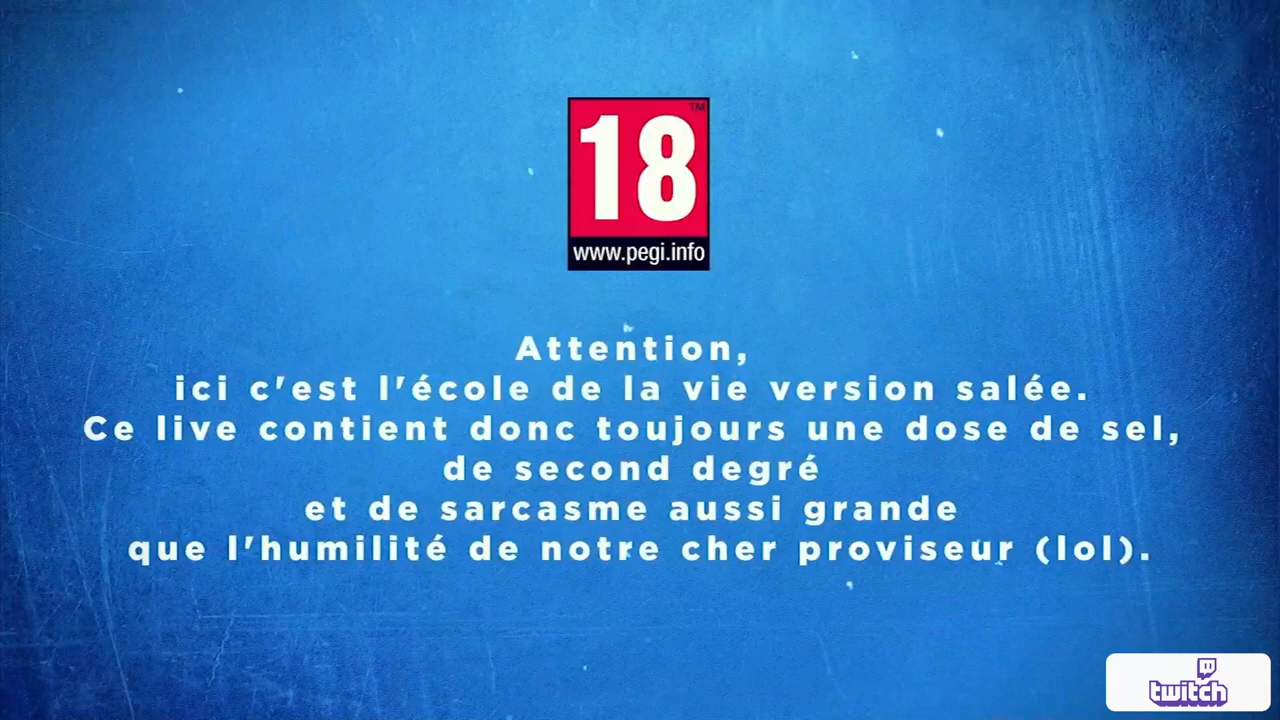 TM
18
www.pegi.info
Attention,
ici c'est l'école de la vie version salée.
Ce live contient donc toujours une dose de sel,
de second degré
et de sarcasme aussi grande
que l'humilité de notre cher proviseur (lol).
twitch